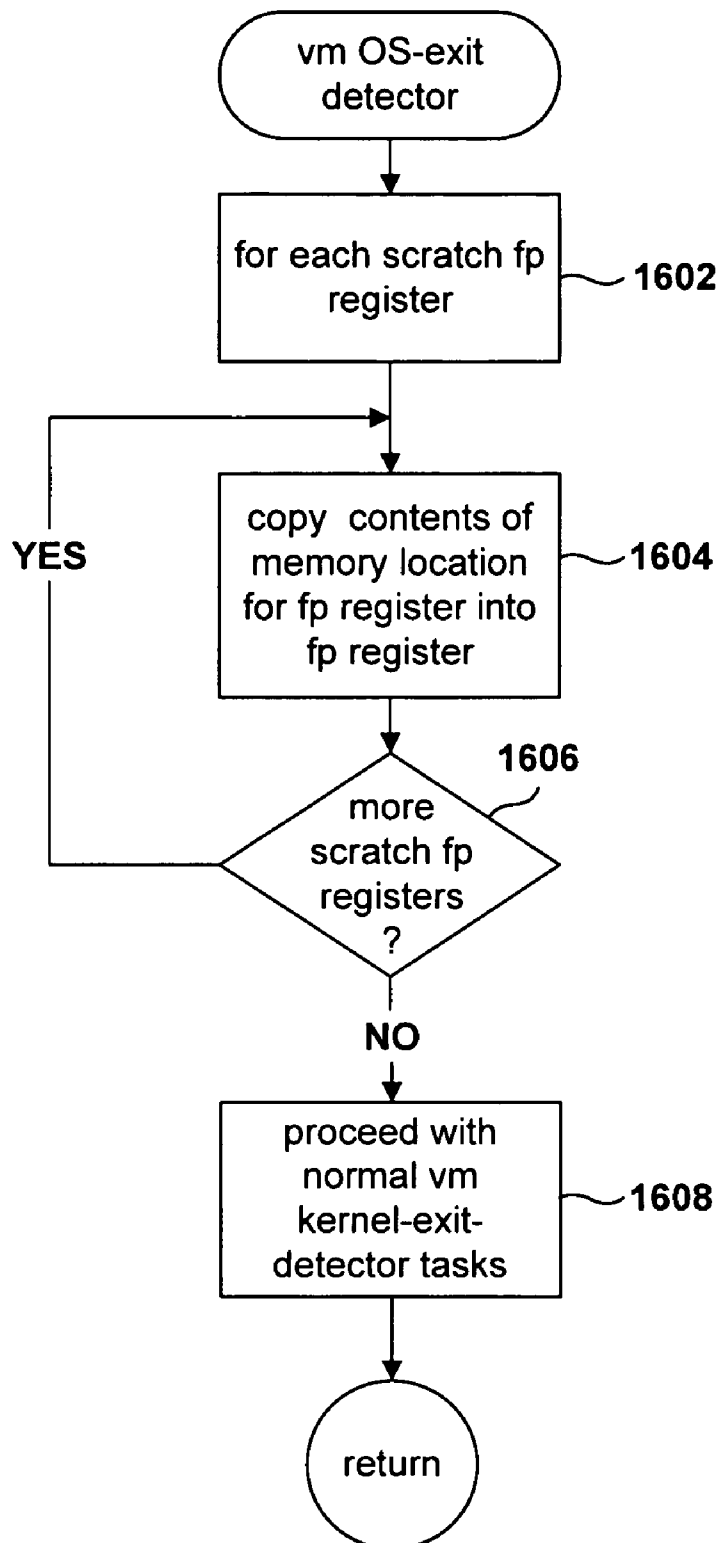 vm OS-exit
detector
for each scratch fp
register
1602
copy contents of
memory location
for fp register into
fp register
1604
YES
1606
more
scratch fp
registers
?
NO
proceed with
normal vm
kernel-exit-
detector tasks
1608
return